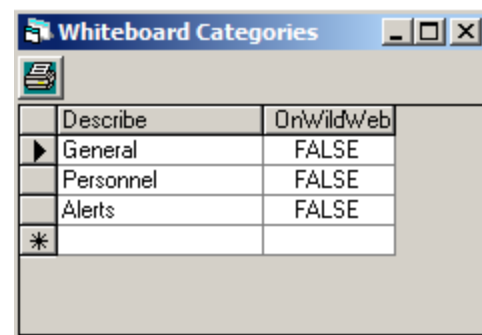 Whiteboard Categories
Describe OnWildWeb
General FALSE
Personnel FALSE
Alerts FALSE